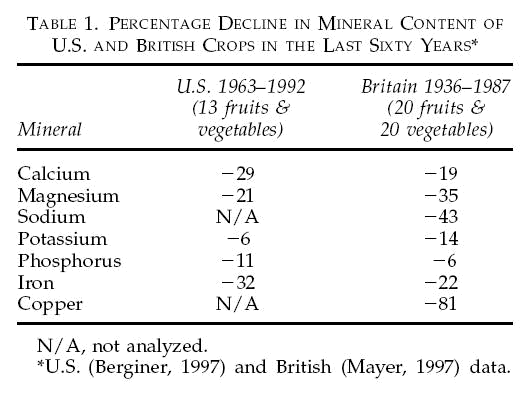 TABLE 1. PERCENTAGE DECLINE IN MINERAL CONTENT OF
U.S. AND BRITISH CROPS IN THE LAST SIXTY YEARS*
U.S. 1963–1992 Britain 1936–1987
(13 fruits & (20 fruits &
Mineral vegetables) 20 vegetables)
Calcium −29 −19
Magnesium −21 −35
Sodium N/A −43
Potassium −6 −14
Phosphorus −11 −6
Iron −32 −22
Copper N/A −81
N/A, not analyzed.
*U.S. (Berginer, 1997) and British (Mayer, 1997) data.